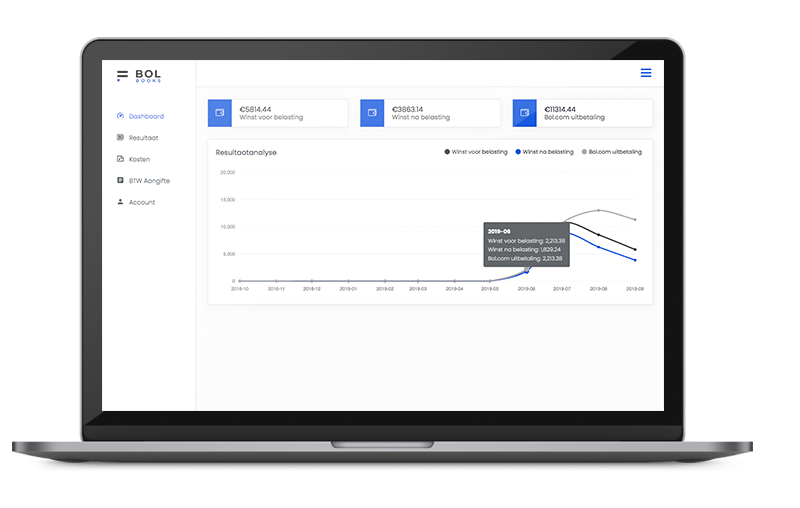 BOL
BOOKS
Dashboard
Resultaat
Kosten
BTW Aangifte
Account
€5814.44
Winst voor belasting
€3863.14
Winst na belasting
€11314.44
Bol.com uitbetaling
Resultaatanalyse
Winst voor belasting
Winst na belasting
Bol.com uitbetaling
20,000
15,000
10,000
5,000
0
2019-06
Winst voor belasting: 2,213.38
Winst na belasting: 1,829.24
Bol.com uitbetaling: 2,213.38
2018-10
2018-11
2018-12
2019-01
2019-02
2019-03
2019-04
2019-05
2019-06
2019-07
2019-08
2019-09